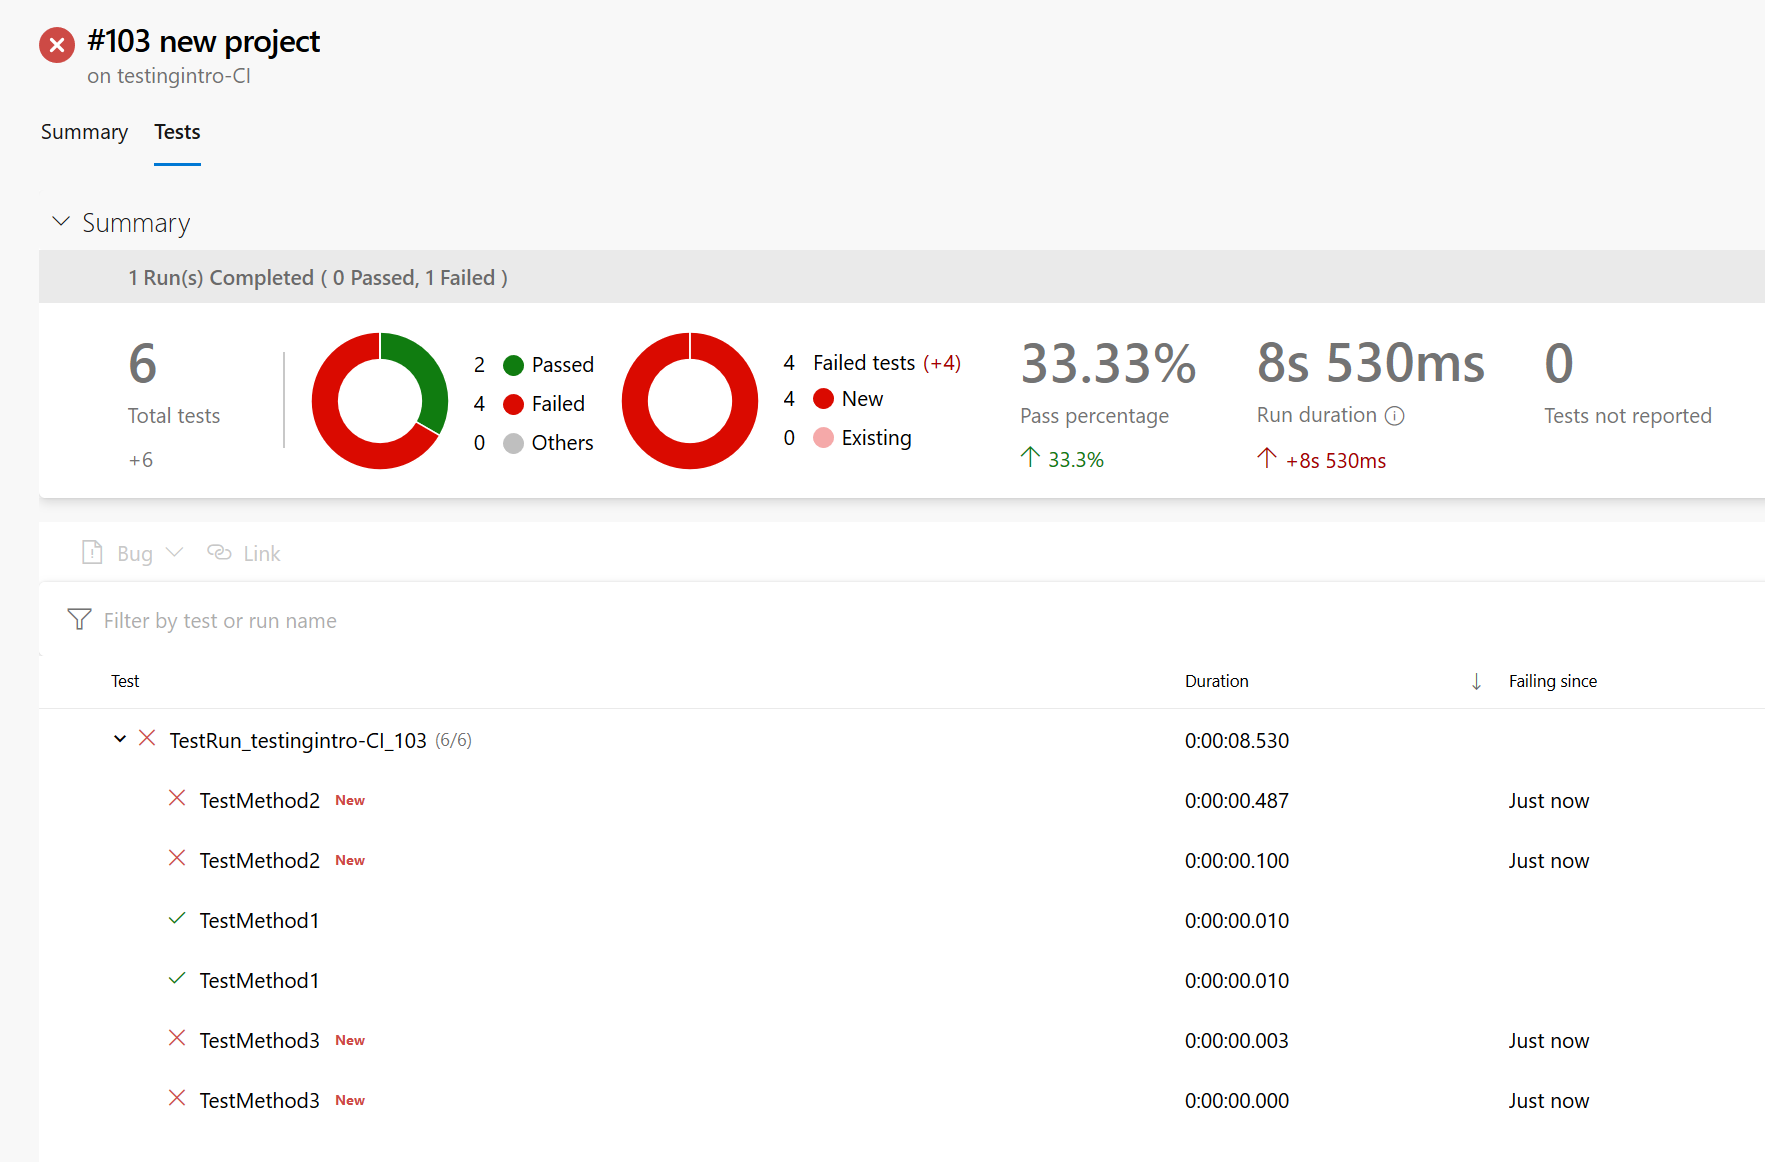 #103 new project
on testingintro-CI
Summary Tests
Summary
1 Run(s) Completed ( 0 Passed, 1 Failed )
6
Total tests
+6
2 Passed
4 Failed
0 Others
4 Failed tests (+4)
4 New
0 Existing
33.33%
Pass percentage
33.3%
8s 530ms
Run duration
+8s 530ms
0
Tests not reported
Bug Link
Filter by test or run name
Test Duration Failing since
TestRun_testingintro-CI_103 (6/6) 0:00:08.530
TestMethod2 New 0:00:00.487 Just now
TestMethod2 New 0:00:00.100 Just now
TestMethod1 0:00:00.010
TestMethod1 0:00:00.010
TestMethod3 New 0:00:00.003 Just now
TestMethod3 New 0:00:00.000 Just now